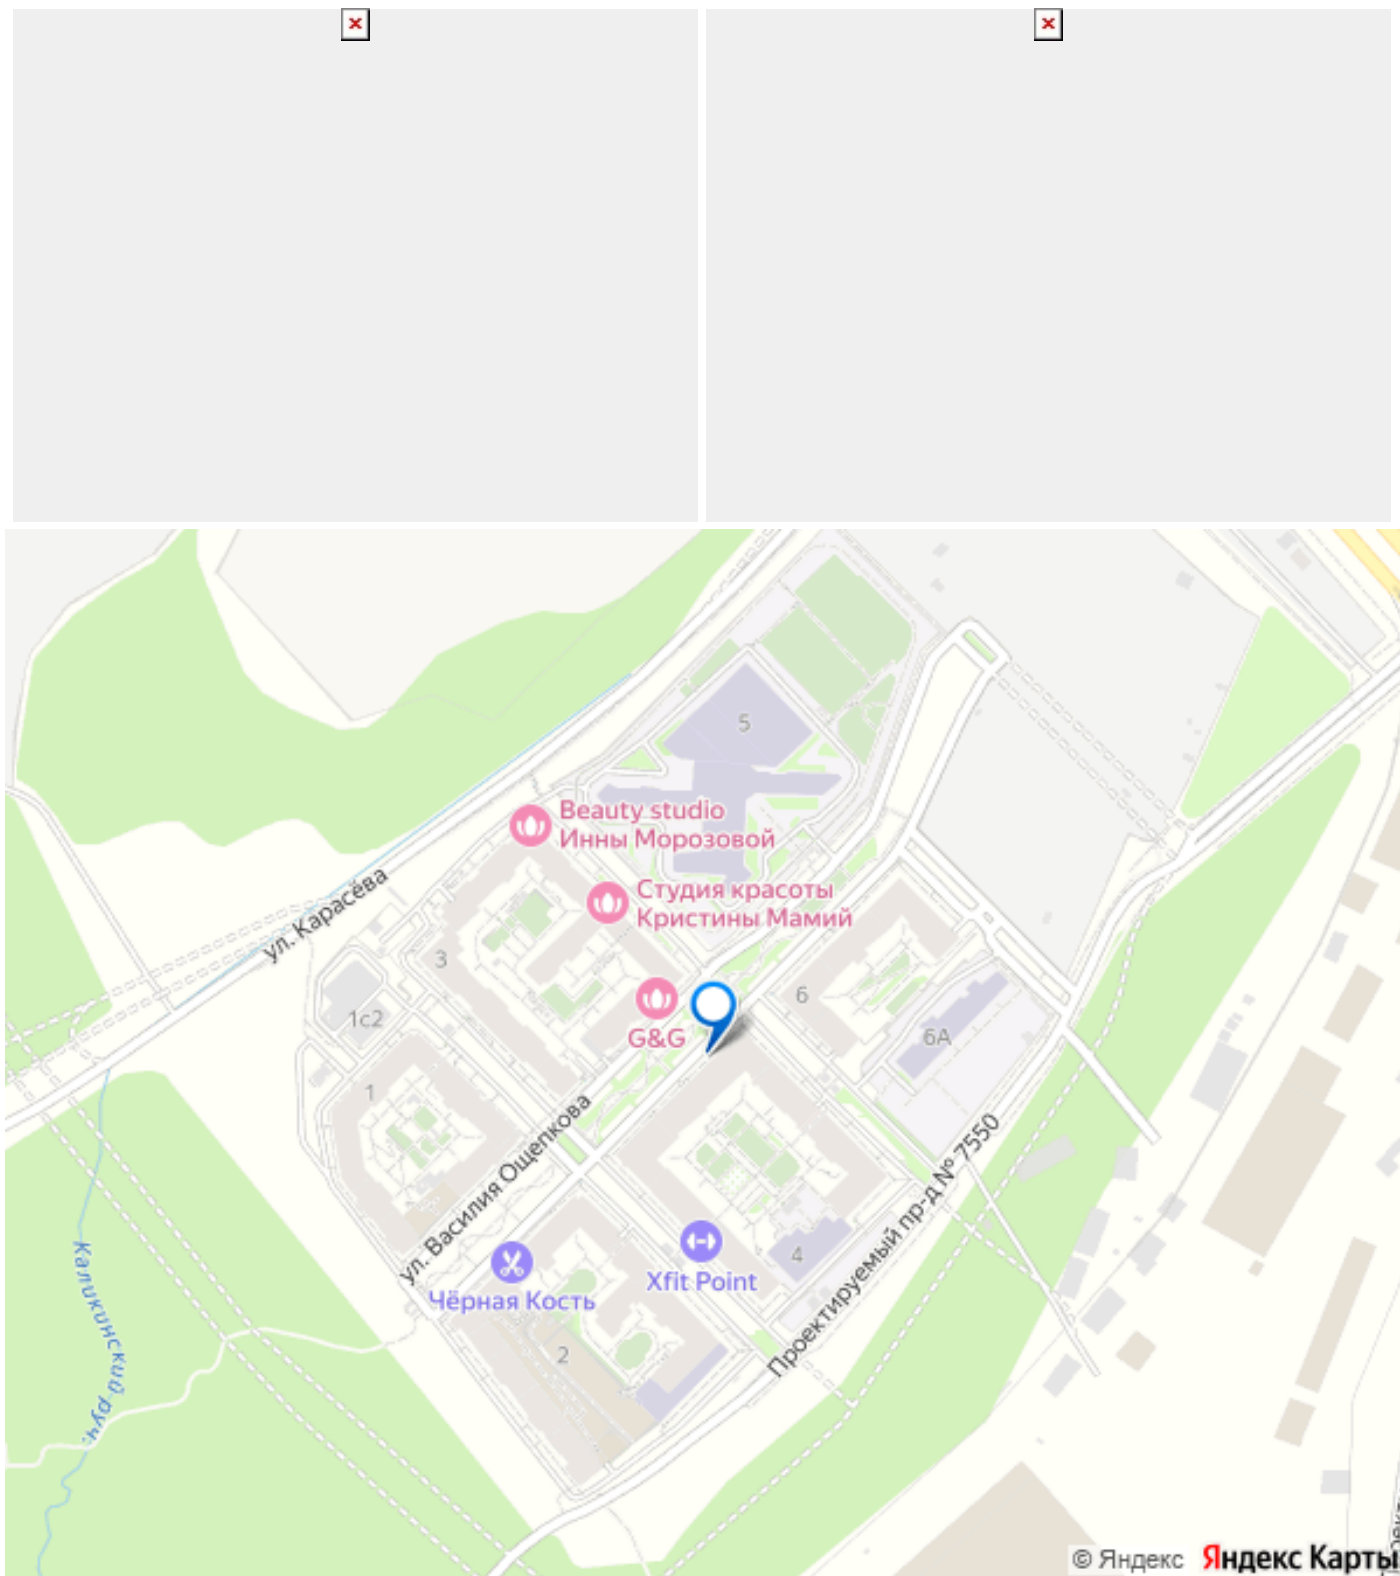 5
Beauty studio
Инны Морозовой
Студия красоты
Кристины Мамий
ул. Карасёва
3
6
1с2
G&G
6А
1
ул. Василия Ощепкова
Проектируемый пр-д № 7550
Xfit Point
4
Чёрная Кость
2
Каликинский руч.
© Яндекс Яндекс Карты